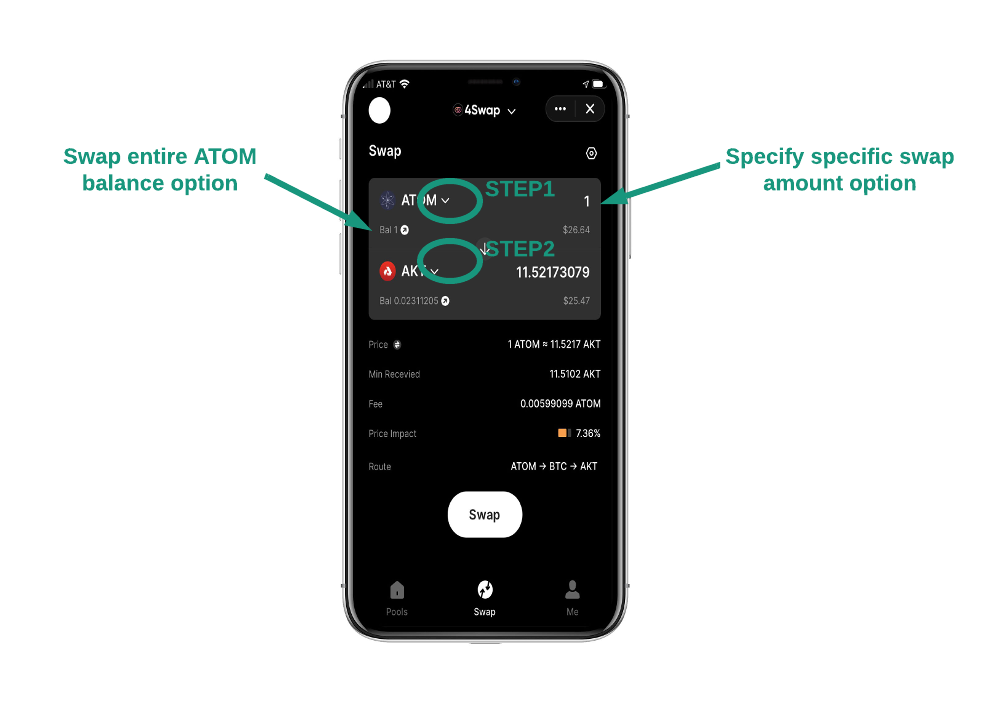 AT&T
4Swap
Swap
Swap entire ATOM
balance option
Specify specific swap
amount option
ATOM
STEP1
1
Bal 1
$26.64
STEP2
AKT
11.52173079
Bal 0.02311205
$25.47
Price
1 ATOM ≈ 11.5217 AKT
Min Recevied
11.5102 AKT
Fee
0.00599099 ATOM
Price Impact
7.36%
Route
ATOM → BTC → AKT
Swap
Pools
Swap
Me